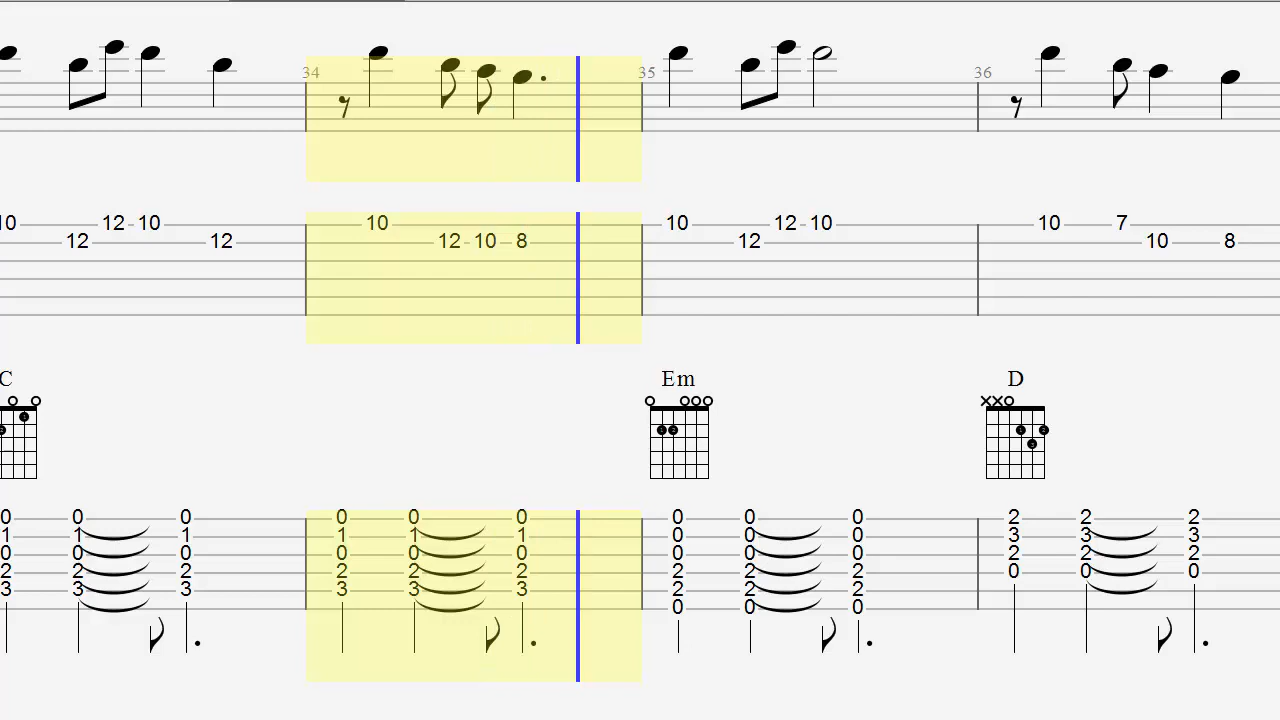 34 35 36
10 12 10 10 10 12 10 10 7
12 12 12 10 8 12 10 8
C Em D
0 0 0 0 0 0 0 0 0 2 2 2
1 1 1 1 1 1 0 0 0 3 3 3
0 0 0 0 0 0 0 0 0 2 2 2
2 2 2 2 2 2 2 2 2 0 0 0
3 3 3 3 3 3 2 2 2
0 0 0